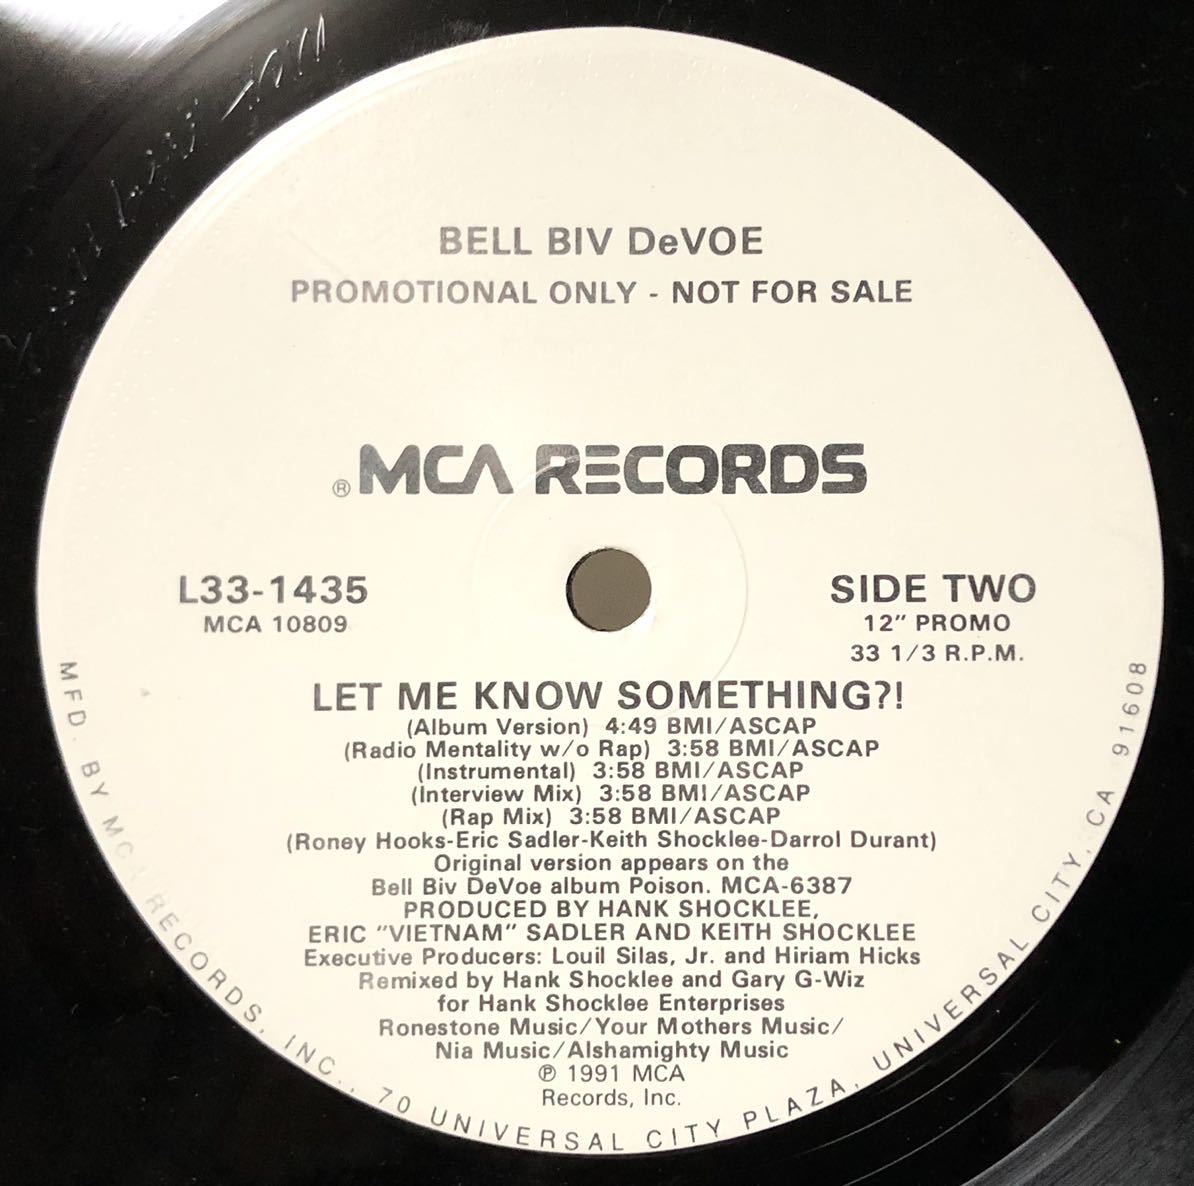 BELL BIV DeVOE
PROMOTIONAL ONLY - NOT FOR SALE
® MCA RECORDS
L33-1435
MCA 10809
SIDE TWO
12" PROMO
33 1/3 R.P.M.
LET ME KNOW SOMETHING?!
(Album Version) 4:49 BMI/ASCAP
(Radio Mentality w/o Rap) 3:58 BMI/ASCAP
(Instrumental) 3:58 BMI/ASCAP
(Interview Mix) 3:58 BMI/ASCAP
(Rap Mix) 3:58 BMI/ASCAP
(Roney Hooks-Eric Sadler-Keith Shocklee-Darrol Durant)
Original version appears on the
Bell Biv DeVoe album Poison. MCA-6387
PRODUCED BY HANK SHOCKLEE,
ERIC "VIETNAM" SADLER AND KEITH SHOCKLEE
Executive Producers: Louil Silas, Jr. and Hiriam Hicks
Remixed by Hank Shocklee and Gary G-Wiz
for Hank Shocklee Enterprises
Ronestone Music/Your Mothers Music/
Nia Music/Alshamighty Music
℗ 1991 MCA
Records, Inc.
MFD. BY MCA RECORDS, INC., 70 UNIVERSAL CITY PLAZA, UNIVERSAL CITY, CA 91608